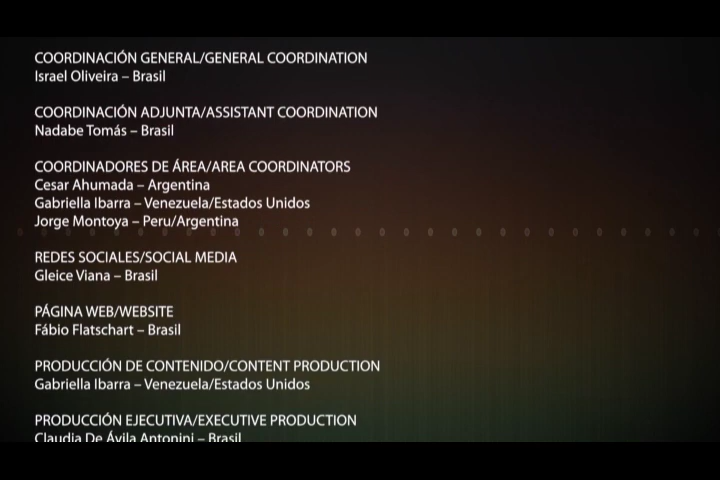 COORDINACIÓN GENERAL/GENERAL COORDINATION
Israel Oliveira – Brasil
COORDINACIÓN ADJUNTA/ASSISTANT COORDINATION
Nadabe Tomás – Brasil
COORDINADORES DE ÁREA/AREA COORDINATORS
Cesar Ahumada – Argentina
Gabriella Ibarra – Venezuela/Estados Unidos
Jorge Montoya – Peru/Argentina
REDES SOCIALES/SOCIAL MEDIA
Gleice Viana – Brasil
PÁGINA WEB/WEBSITE
Fábio Flatschart – Brasil
PRODUCCIÓN DE CONTENIDO/CONTENT PRODUCTION
Gabriella Ibarra – Venezuela/Estados Unidos
PRODUCCIÓN EJECUTIVA/EXECUTIVE PRODUCTION
Claudia De Ávila Antonini – Brasil